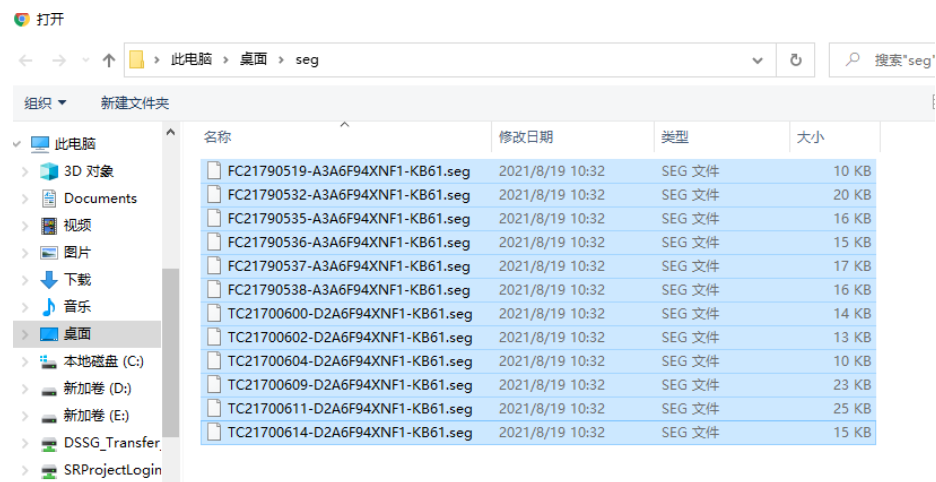 打开
此电脑 › 桌面 › seg
搜索"seg"
组织 新建文件夹
此电脑
3D 对象
Documents
视频
图片
下载
音乐
桌面
本地磁盘 (C:)
新加卷 (D:)
新加卷 (E:)
DSSG_Transfer_
SRProjectLogin
名称 修改日期 类型 大小
FC21790519-A3A6F94XNF1-KB61.seg 2021/8/19 10:32 SEG 文件 10 KB
FC21790532-A3A6F94XNF1-KB61.seg 2021/8/19 10:32 SEG 文件 20 KB
FC21790535-A3A6F94XNF1-KB61.seg 2021/8/19 10:32 SEG 文件 16 KB
FC21790536-A3A6F94XNF1-KB61.seg 2021/8/19 10:32 SEG 文件 15 KB
FC21790537-A3A6F94XNF1-KB61.seg 2021/8/19 10:32 SEG 文件 17 KB
FC21790538-A3A6F94XNF1-KB61.seg 2021/8/19 10:32 SEG 文件 16 KB
TC21700600-D2A6F94XNF1-KB61.seg 2021/8/19 10:32 SEG 文件 14 KB
TC21700602-D2A6F94XNF1-KB61.seg 2021/8/19 10:32 SEG 文件 13 KB
TC21700604-D2A6F94XNF1-KB61.seg 2021/8/19 10:32 SEG 文件 10 KB
TC21700609-D2A6F94XNF1-KB61.seg 2021/8/19 10:32 SEG 文件 23 KB
TC21700611-D2A6F94XNF1-KB61.seg 2021/8/19 10:32 SEG 文件 25 KB
TC21700614-D2A6F94XNF1-KB61.seg 2021/8/19 10:32 SEG 文件 15 KB